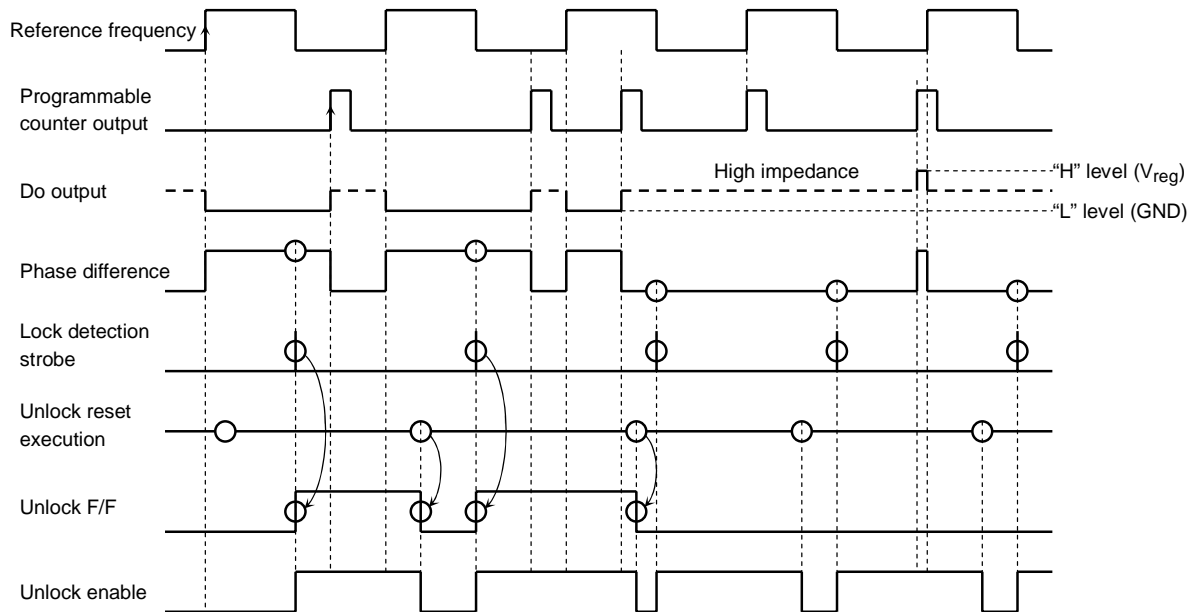 Reference frequency
Programmable
counter output
Do output
High impedance
“H” level (Vreg)
“L” level (GND)
Phase difference
Lock detection
strobe
Unlock reset
execution
Unlock F/F
Unlock enable